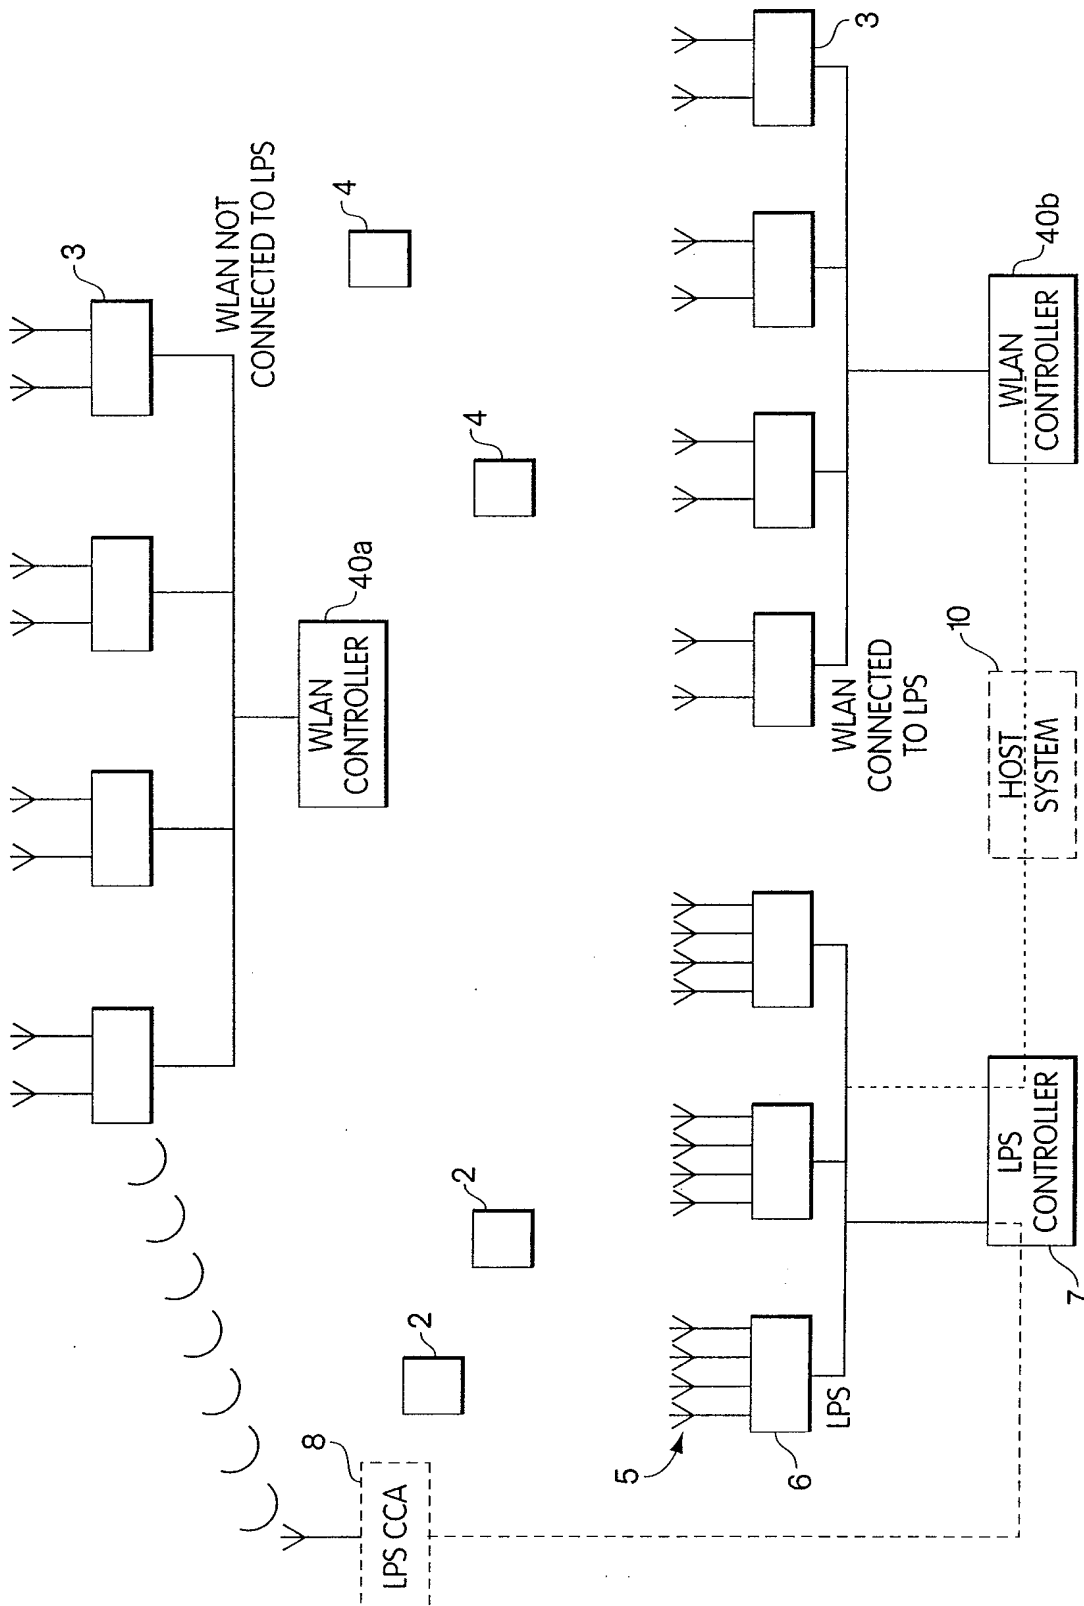 3
WLAN NOT
CONNECTED TO LPS
4
4
WLAN
CONTROLLER
40a
2
2
8
LPS CCA
5
6
LPS
LPS
CONTROLLER
7
3
WLAN
CONNECTED
TO LPS
10
HOST
SYSTEM
WLAN
CONTROLLER
40b